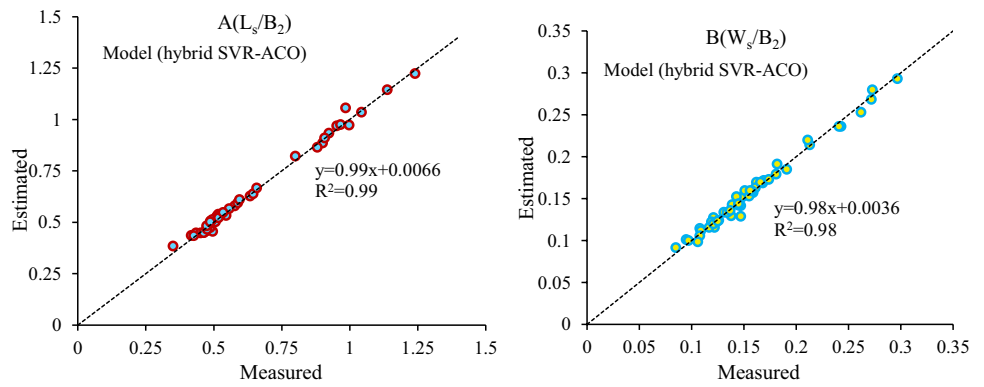 A(Ls/B2)
Model (hybrid SVR-ACO)
1.5
1.25
1
0.75
0.5
0.25
0
Estimated
y=0.99x+0.0066
R²=0.99
0 0.25 0.5 0.75 1 1.25 1.5
Measured
B(Ws/B2)
Model (hybrid SVR-ACO)
0.35
0.3
0.25
0.2
0.15
0.1
0.05
0
Estimated
y=0.98x+0.0036
R²=0.98
0 0.05 0.1 0.15 0.2 0.25 0.3 0.35
Measured